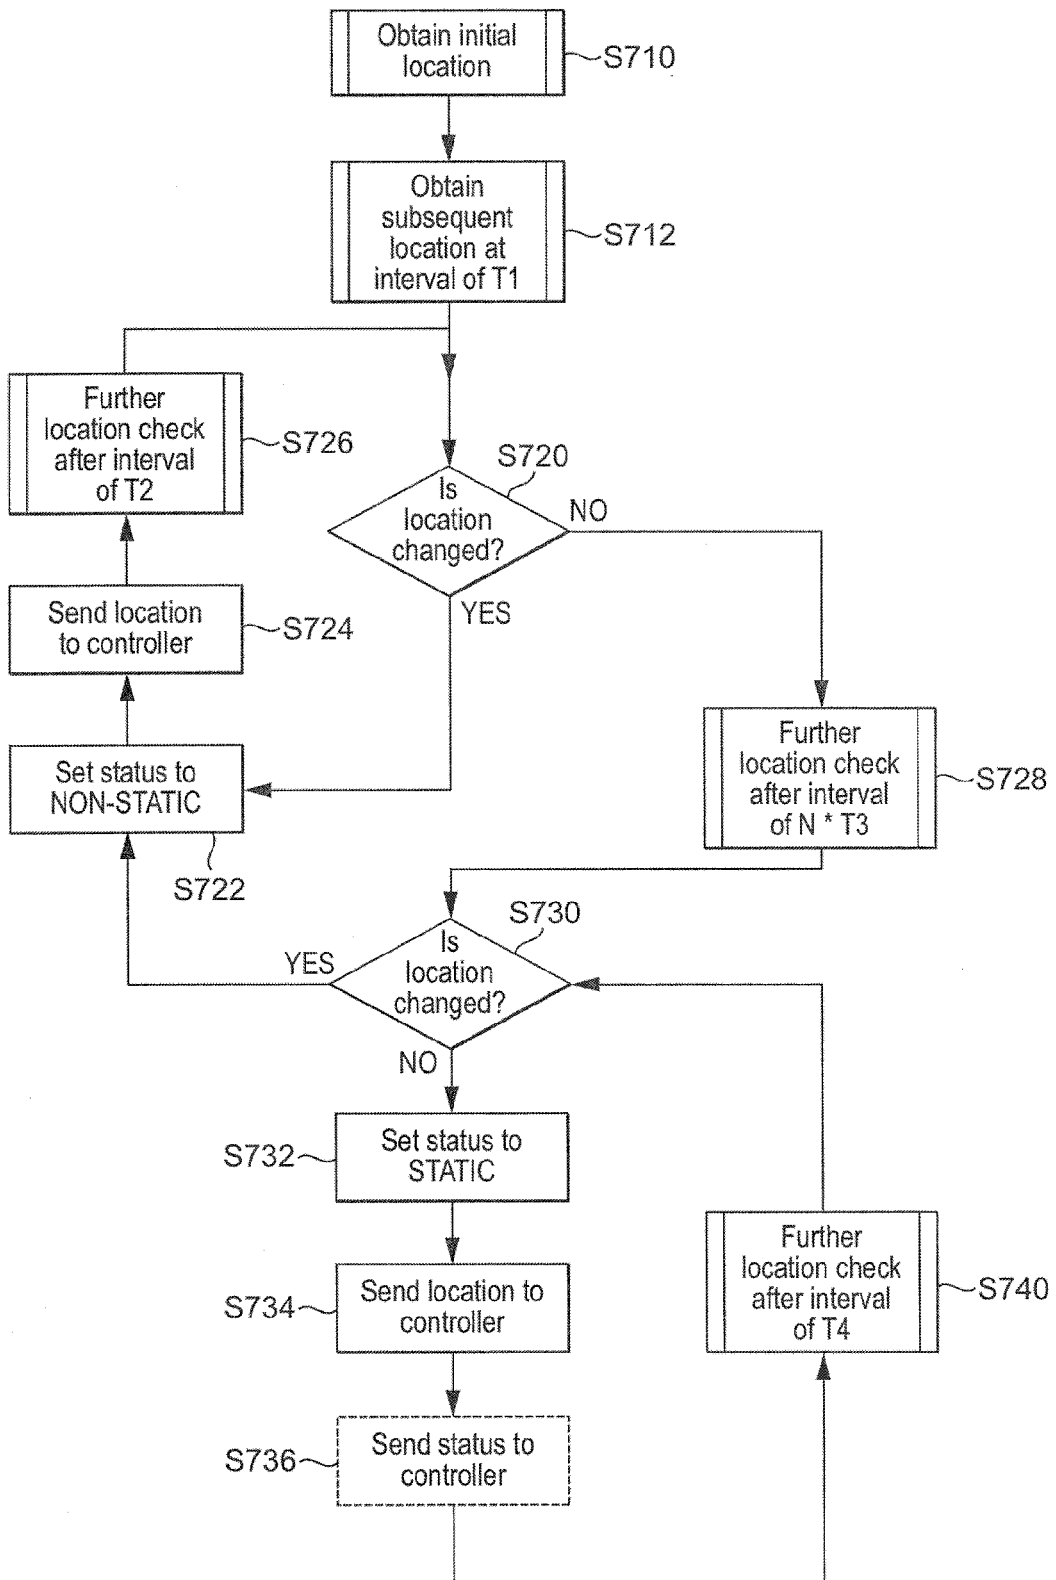 Obtain initial
location
S710
Obtain
subsequent
location at
interval of T1
S712
Further
location check
after interval
of T2
S726
S720
Is
location
changed?
NO
YES
Send location
to controller
S724
Set status to
NON-STATIC
S722
Further
location check
after interval
of N * T3
S728
S730
Is
location
changed?
YES
NO
S732
Set status to
STATIC
S734
Send location to
controller
Further
location check
after interval
of T4
S740
S736
Send status to
controller